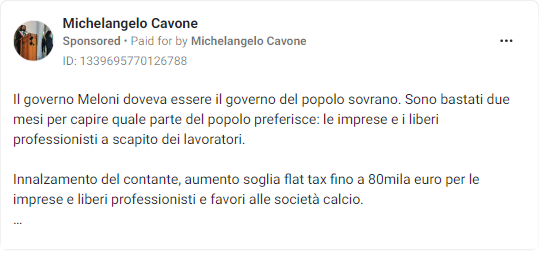 Michelangelo Cavone
Sponsored • Paid for by Michelangelo Cavone
ID: 1339695770126788
Il governo Meloni doveva essere il governo del popolo sovrano. Sono bastati due
mesi per capire quale parte del popolo preferisce: le imprese e i liberi
professionisti a scapito dei lavoratori.
Innalzamento del contante, aumento soglia flat tax fino a 80mila euro per le
imprese e liberi professionisti e favori alle società calcio.
...